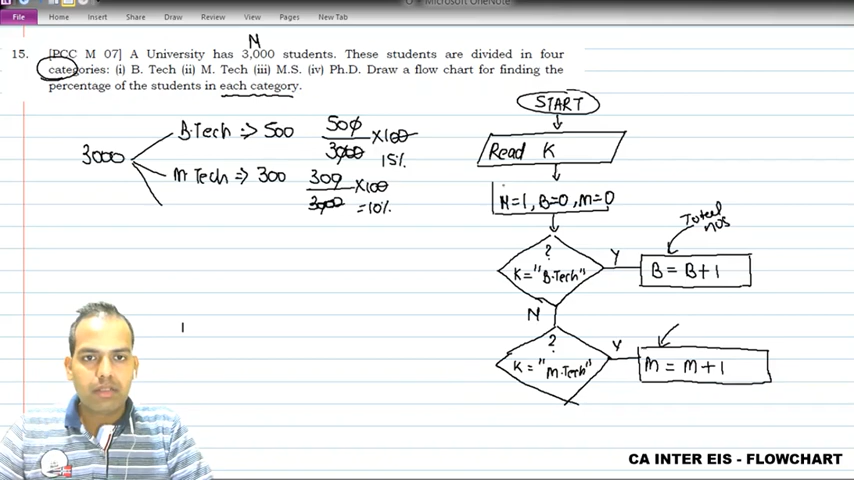 Microsoft OneNote
File Home Insert Share Draw Review View New Tab
N
15. [PCC M 07] A University has 3,000 students. These students are divided in four
categories: (i) B. Tech (ii) M. Tech (iii) M.S. (iv) Ph.D. Draw a flow chart for finding the
percentage of the students in each category.
START
Read K
N=1, B=0, M=0
?
K="B.Tech"
Y
B = B+1
Total
nos
N
?
K="M.Tech"
Y
M = M+1
3000
B.Tech => 500
500
3000
×100
15%
M.Tech => 300
300
3000
×100
=10%
CA INTER EIS - FLOWCHART